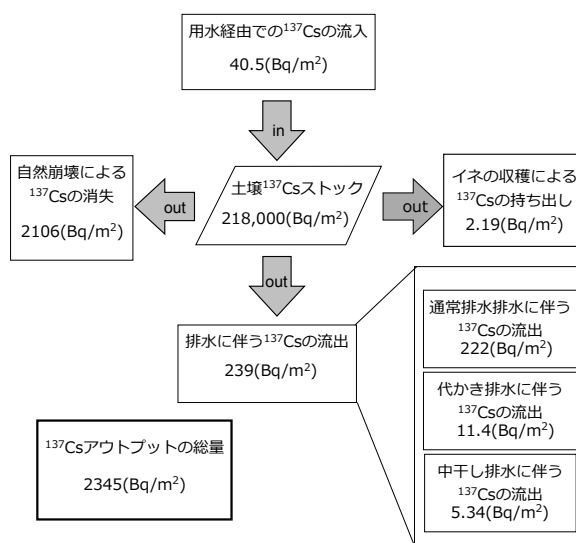 用水経由での¹³⁷Csの流入
40.5(Bq/m²)
in
自然崩壊による
¹³⁷Csの消失
2106(Bq/m²)
out
土壌¹³⁷Csストック
218,000(Bq/m²)
out
イネの収穫による
¹³⁷Csの持ち出し
2.19(Bq/m²)
out
排水に伴う¹³⁷Csの流出
239(Bq/m²)
通常排水排水に伴う
¹³⁷Csの流出
222(Bq/m²)
代かき排水に伴う
¹³⁷Csの流出
11.4(Bq/m²)
中干し排水に伴う
¹³⁷Csの流出
5.34(Bq/m²)
¹³⁷Csアウトプットの総量
2345(Bq/m²)